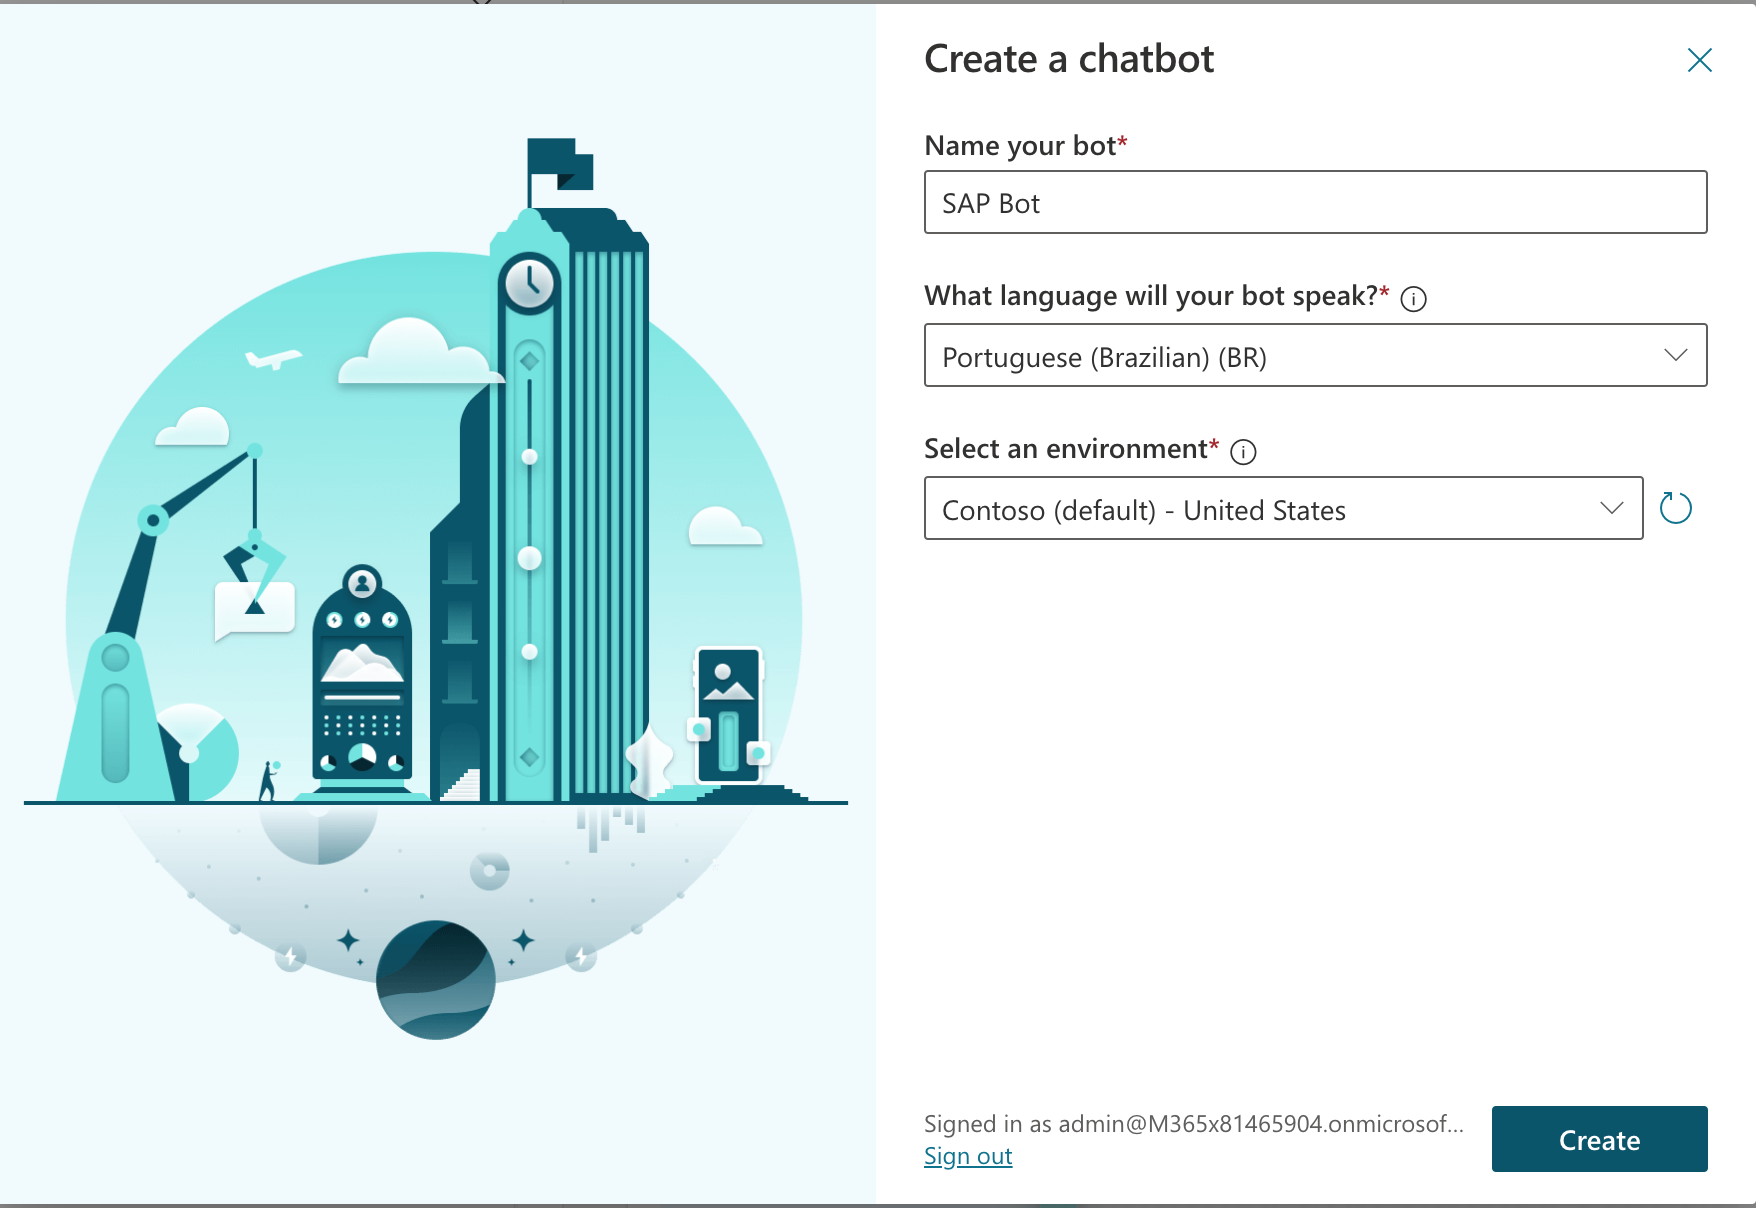 Create a chatbot
Name your bot*
SAP Bot
What language will your bot speak?*
Portuguese (Brazilian) (BR)
Select an environment*
Contoso (default) - United States
Signed in as admin@M365x81465904.onmicrosof...
Sign out
Create